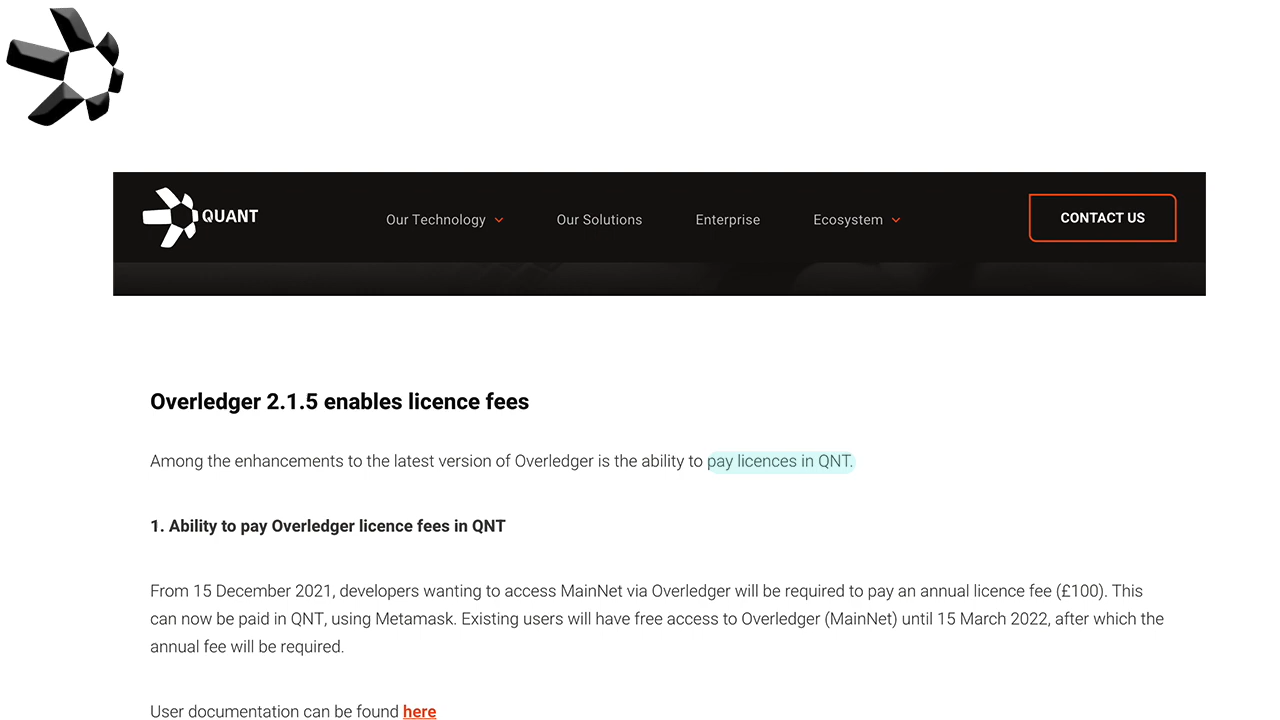 QUANT
Our Technology
Our Solutions
Enterprise
Ecosystem
CONTACT US
Overledger 2.1.5 enables licence fees
Among the enhancements to the latest version of Overledger is the ability to pay licences in QNT.
1. Ability to pay Overledger licence fees in QNT
From 15 December 2021, developers wanting to access MainNet via Overledger will be required to pay an annual licence fee (£100). This
can now be paid in QNT, using Metamask. Existing users will have free access to Overledger (MainNet) until 15 March 2022, after which the
annual fee will be required.
User documentation can be found here